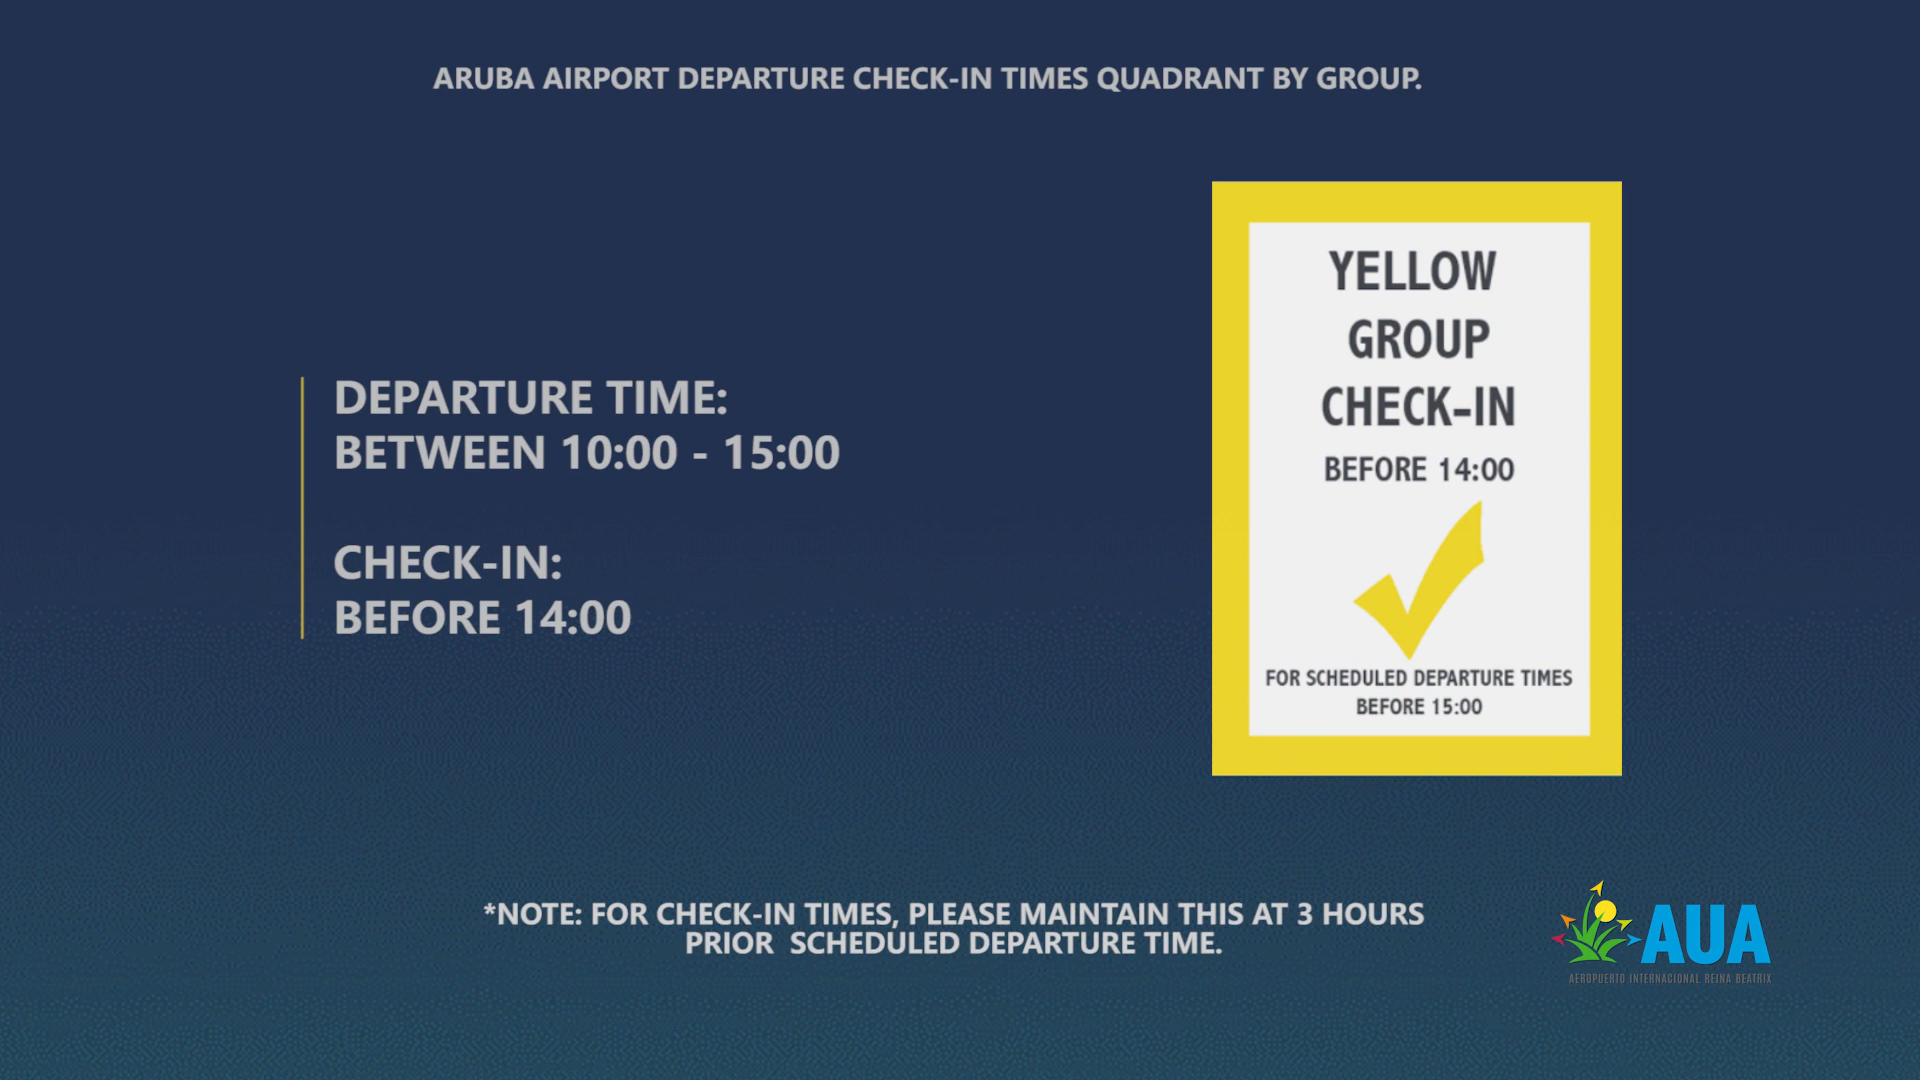 ARUBA AIRPORT DEPARTURE CHECK-IN TIMES QUADRANT BY GROUP.
DEPARTURE TIME:
BETWEEN 10:00 - 15:00
CHECK-IN:
BEFORE 14:00
YELLOW
GROUP
CHECK-IN
BEFORE 14:00
FOR SCHEDULED DEPARTURE TIMES
BEFORE 15:00
*NOTE: FOR CHECK-IN TIMES, PLEASE MAINTAIN THIS AT 3 HOURS
PRIOR  SCHEDULED DEPARTURE TIME.
AUA
AEROPUERTO INTERNACIONAL REINA BEATRIX